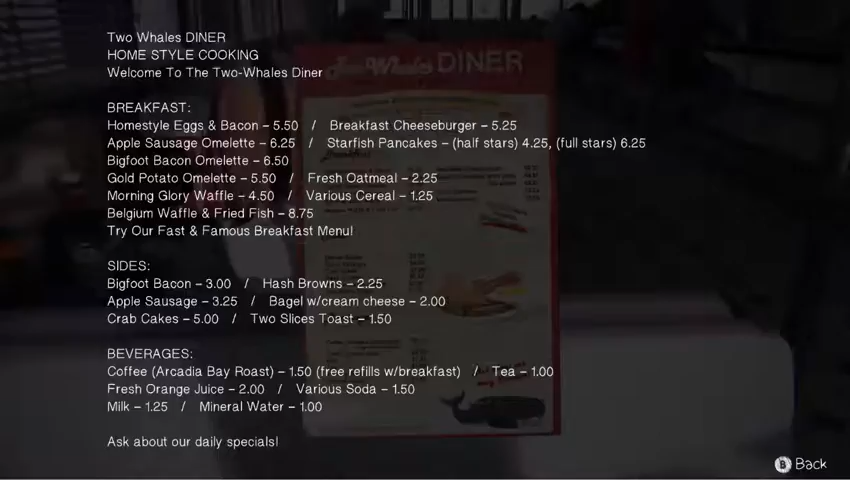 Two Whales DINER
HOME STYLE COOKING
Welcome To The Two-Whales Diner
BREAKFAST:
Homestyle Eggs & Bacon – 5.50 / Breakfast Cheeseburger – 5.25
Apple Sausage Omelette – 6.25 / Starfish Pancakes – (half stars) 4.25, (full stars) 6.25
Bigfoot Bacon Omelette – 6.50
Gold Potato Omelette – 5.50 / Fresh Oatmeal – 2.25
Morning Glory Waffle – 4.50 / Various Cereal – 1.25
Belgium Waffle & Fried Fish – 8.75
Try Our Fast & Famous Breakfast Menu!
SIDES:
Bigfoot Bacon – 3.00 / Hash Browns – 2.25
Apple Sausage – 3.25 / Bagel w/cream cheese – 2.00
Crab Cakes – 5.00 / Two Slices Toast – 1.50
BEVERAGES:
Coffee (Arcadia Bay Roast) – 1.50 (free refills w/breakfast) / Tea – 1.00
Fresh Orange Juice – 2.00 / Various Soda – 1.50
Milk – 1.25 / Mineral Water – 1.00
Ask about our daily specials!
Two Whales DINER
B Back